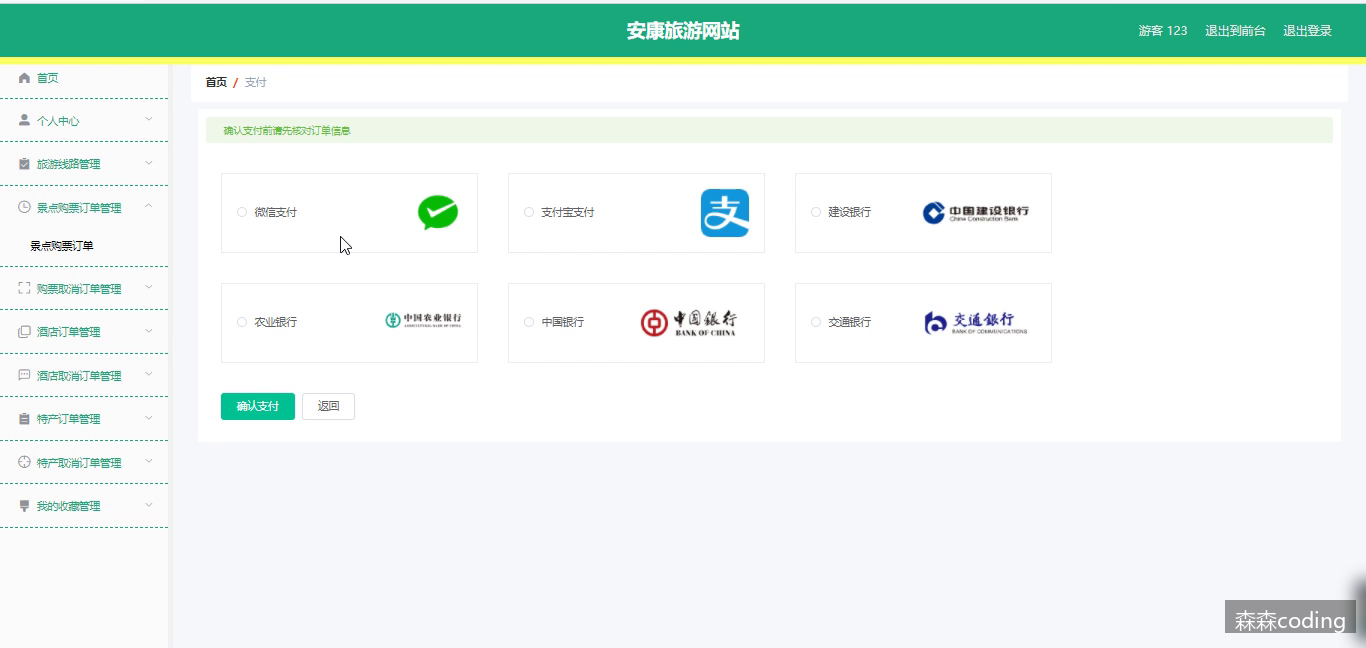 安康旅游网站
游客 123 退出到前台 退出登录
首页
个人中心
旅游线路管理
景点购票订单管理
景点购票订单
购票取消订单管理
酒店订单管理
酒店取消订单管理
特产订单管理
特产取消订单管理
我的收藏管理
首页 / 支付
确认支付前请先核对订单信息
微信支付
支付宝支付
支
建设银行
中国建设银行
China Construction Bank
农业银行
中国农业银行
AGRICULTURAL BANK OF CHINA
中国银行
中国银行
BANK OF CHINA
交通银行
交通银行
BANK OF COMMUNICATIONS
确认支付 返回
森森coding